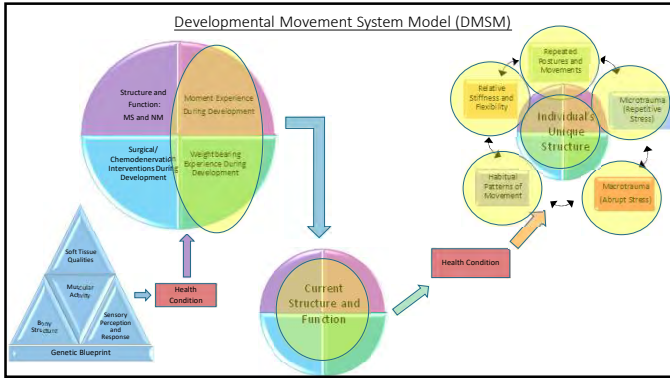 Developmental Movement System Model (DMSM)
Structure and
Function:
MS and NM
Moment Experience
During Development
Surgical/
Chemodenervation
Interventions During
Development
Weightbearing
Experience During
Development
Soft Tissue
Qualities
Muscular
Activity
Bony
Structure
Sensory
Perception
and
Response
Genetic Blueprint
Health
Condition
Current
Structure and
Function
Health Condition
Repeated
Postures and
Movements
Relative
Stiffness and
Flexibility
Microtrauma
(Repetitive
Stress)
Individual's
Unique
Structure
Habitual
Patterns of
Movement
Macrotrauma
(Abrupt Stress)